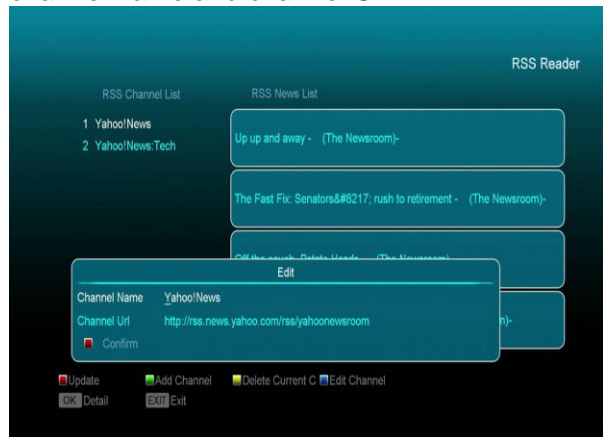 RSS Reader
RSS Channel List
RSS News List
1 Yahoo!News
2 Yahoo!News:Tech
Up up and away - (The Newsroom)-
The Fast Fix: Senators&#8217; rush to retirement - (The Newsroom)-
Edit
Channel Name Yahoo!News
Channel Url http://rss.news.yahoo.com/rss/yahoonewsroom
n)-
Confirm
Update Add Channel Delete Current C Edit Channel
OK Detail EXIT Exit